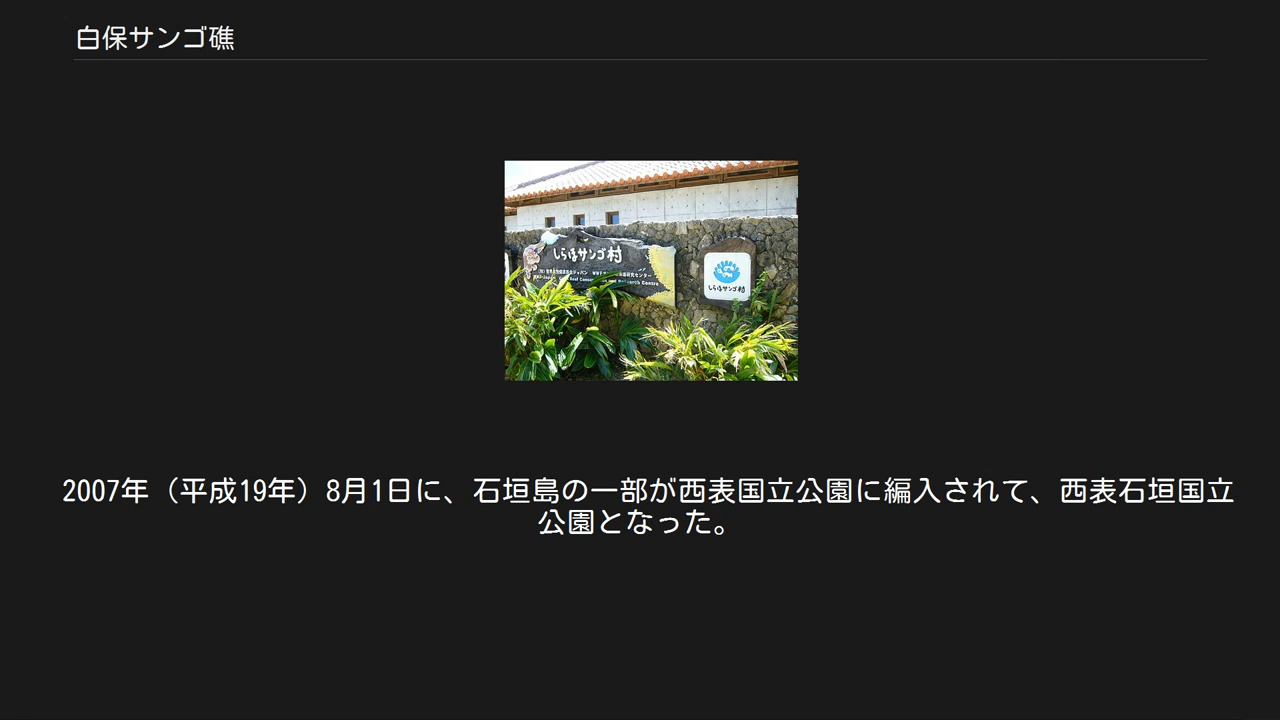 白保サンゴ礁
しらほサンゴ村
しらほサンゴ村
2007年（平成19年）8月1日に、石垣島の一部が西表国立公園に編入されて、西表石垣国立
公園となった。